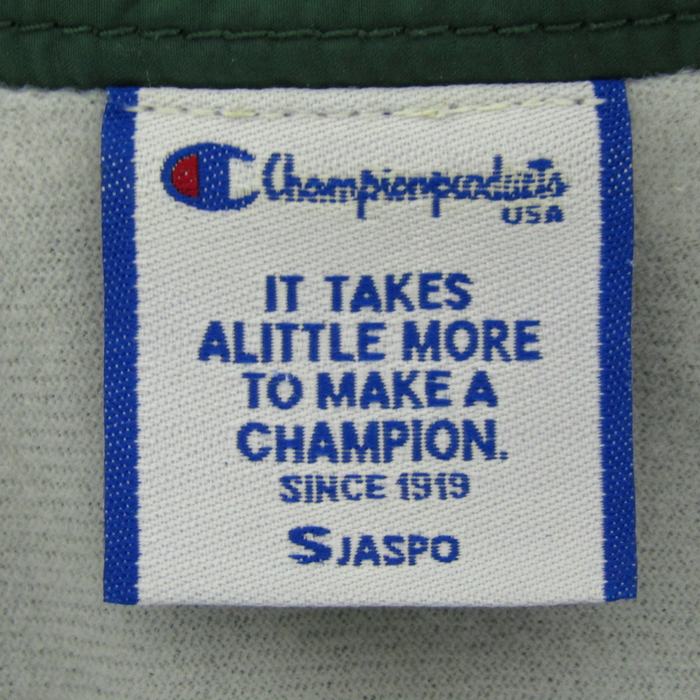 Championproducts
USA
IT TAKES
ALITTLE MORE
TO MAKE A
CHAMPION.
SINCE 1919
S JASPO